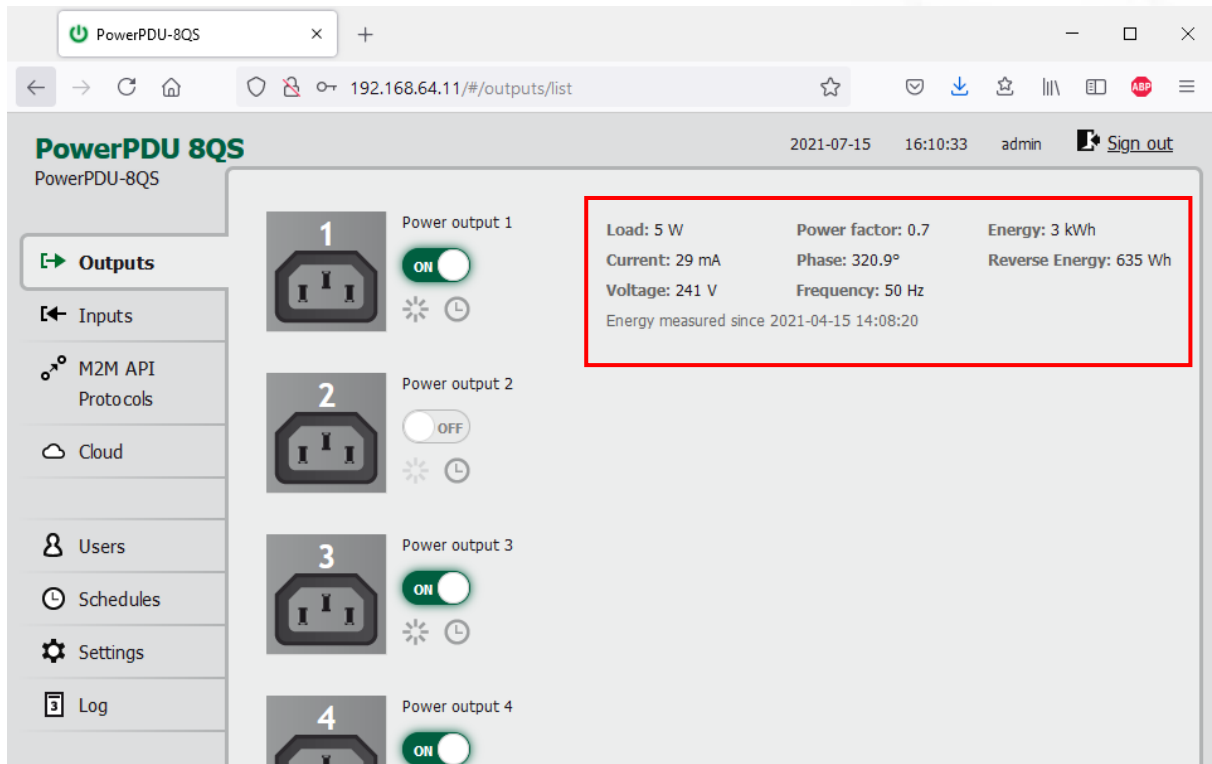 PowerPDU-8QS
192.168.64.11/#/outputs/list
ABP
PowerPDU 8QS
PowerPDU-8QS
2021-07-15 16:10:33 admin Sign out
Outputs
Inputs
M2M API
Protocols
Cloud
Users
Schedules
Settings
3
Log
1
Power output 1
ON
Load: 5 W
Power factor: 0.7
Energy: 3 kWh
Current: 29 mA
Phase: 320.9°
Reverse Energy: 635 Wh
Voltage: 241 V
Frequency: 50 Hz
Energy measured since 2021-04-15 14:08:20
2
Power output 2
OFF
3
Power output 3
ON
4
Power output 4
ON